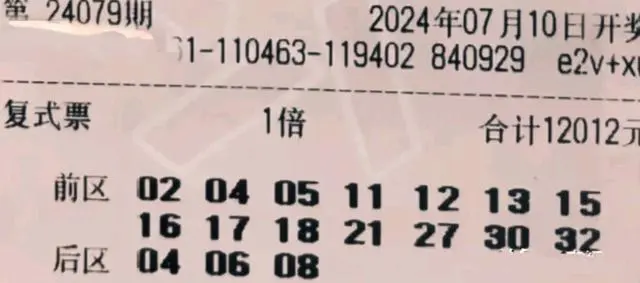 第 24079期
2024年07月10日开奖
61-110463-119402 840929 e2v+x
复式票 1倍 合计12012元
前区 02 04 05 11 12 13 15
16 17 18 21 27 30 32
后区 04 06 08